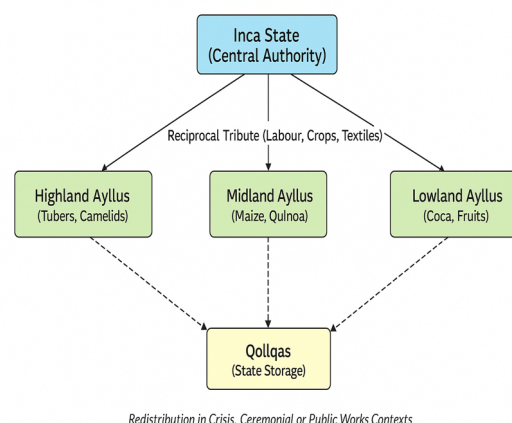 Inca State
(Central Authority)
Reciprocal Tribute (Labour, Crops, Textiles)
Highland Ayllus
(Tubers, Camelids)
Midland Ayllus
(Maize, Qulnoa)
Lowland Ayllus
(Coca, Fruits)
Qollqas
(State Storage)
Redistribution in Crisis, Ceremonial or Public Works Contexts